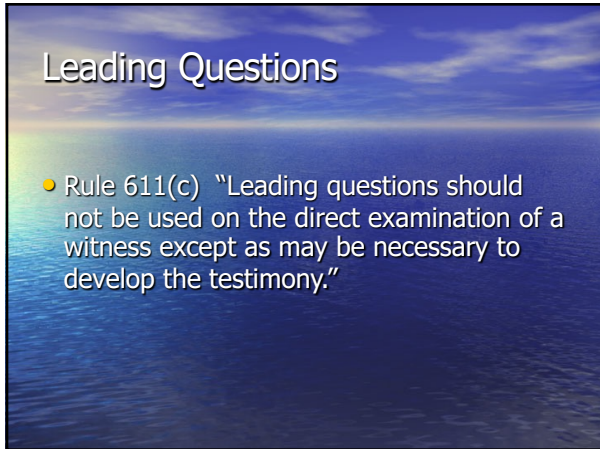 Leading Questions
• Rule 611(c) “Leading questions should
not be used on the direct examination of a
witness except as may be necessary to
develop the testimony.”